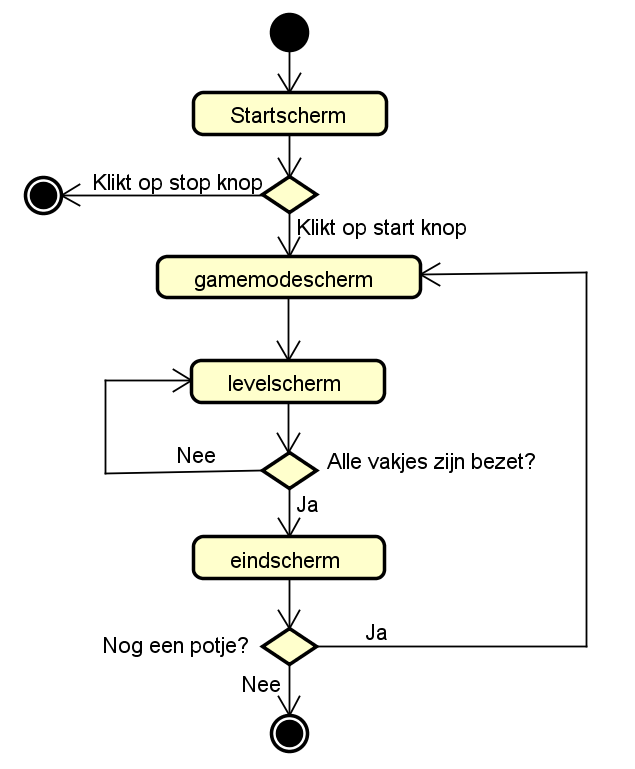 Startscherm
Klikt op stop knop
Klikt op start knop
gamemodescherm
levelscherm
Nee
Alle vakjes zijn bezet?
Ja
eindscherm
Nog een potje?
Ja
Nee